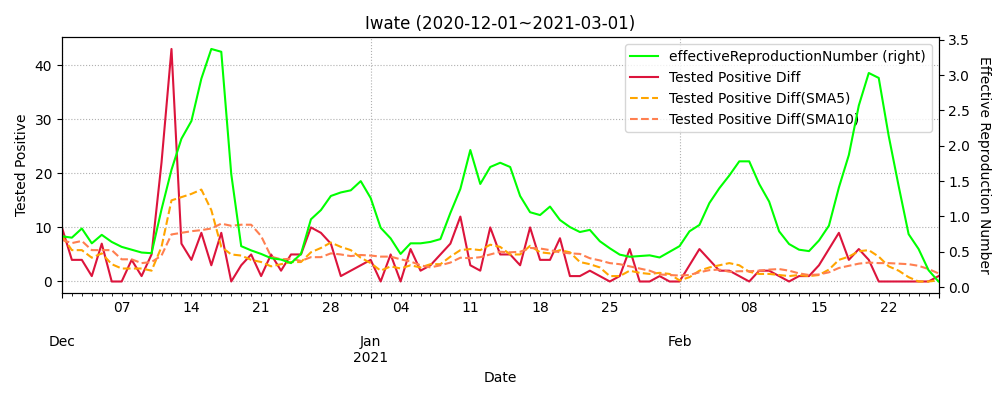 Iwate (2020-12-01~2021-03-01)
effectiveReproductionNumber (right)
Tested Positive Diff
Tested Positive Diff(SMA5)
Tested Positive Diff(SMA10)
Tested Positive
40
30
20
10
0
Effective Reproduction Number
3.5
3.0
2.5
2.0
1.5
1.0
0.5
0.0
07 14 21 28 04 11 18 25 08 15 22
Dec Jan Feb
2021
Date